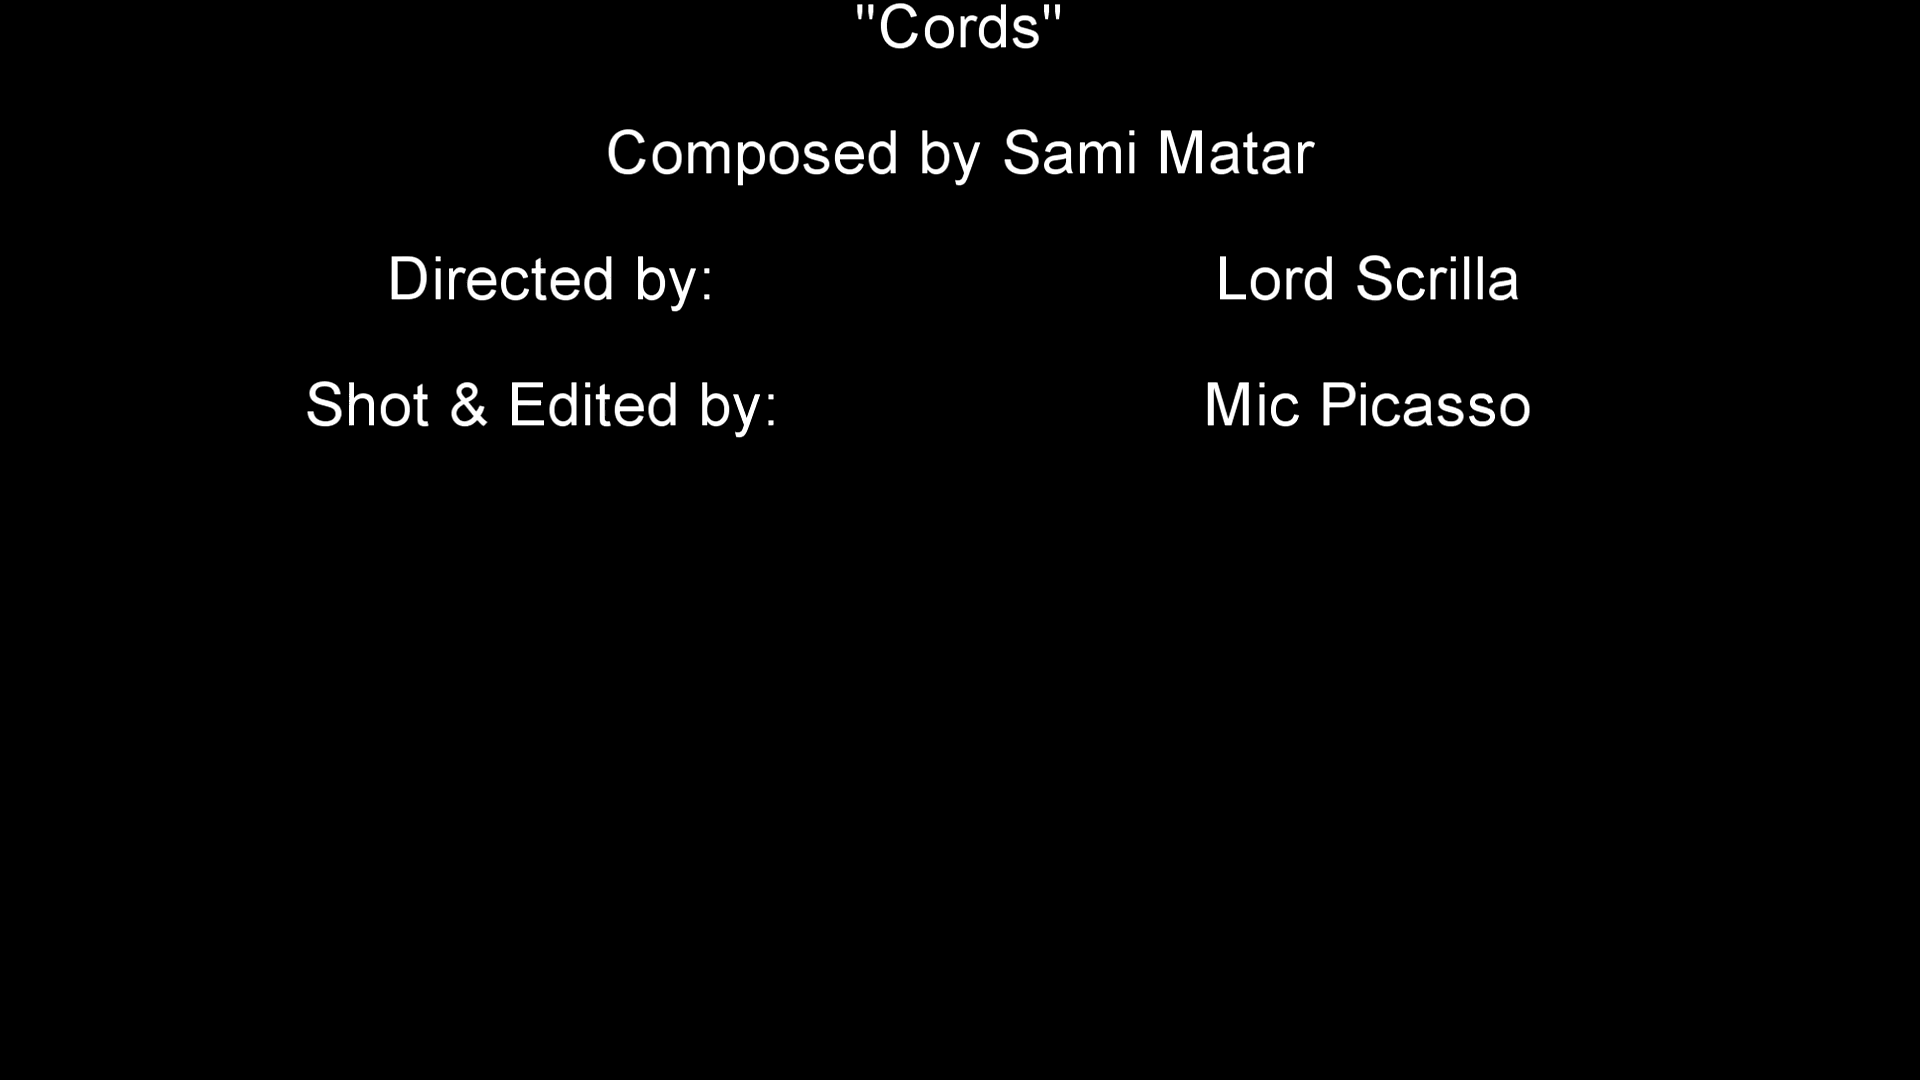 "Cords"
Composed by Sami Matar
Directed by: Lord Scrilla
Shot & Edited by: Mic Picasso